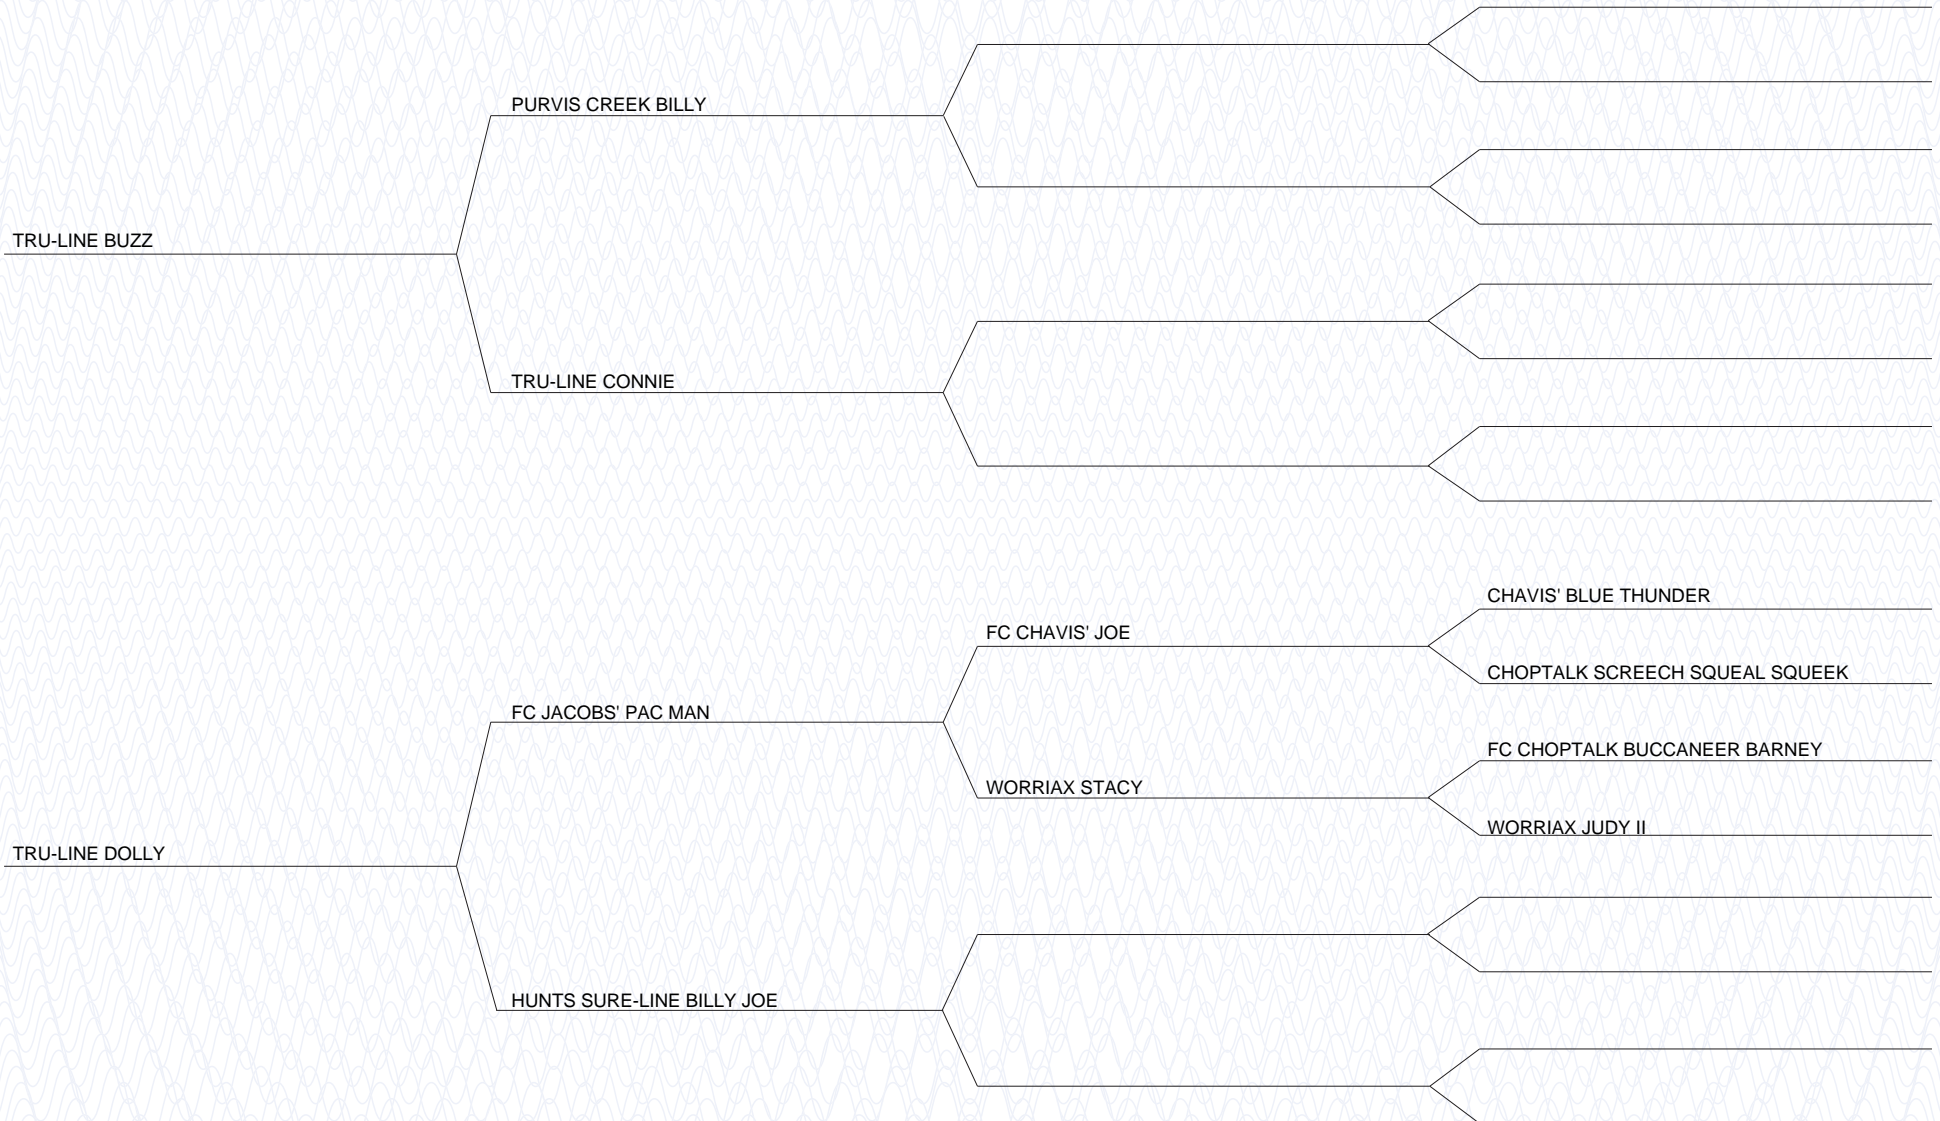 PURVIS CREEK BILLY
TRU-LINE BUZZ
TRU-LINE CONNIE
CHAVIS' BLUE THUNDER
FC CHAVIS' JOE
CHOPTALK SCREECH SQUEAL SQUEEK
FC JACOBS' PAC MAN
FC CHOPTALK BUCCANEER BARNEY
WORRIAX STACY
WORRIAX JUDY II
TRU-LINE DOLLY
HUNTS SURE-LINE BILLY JOE